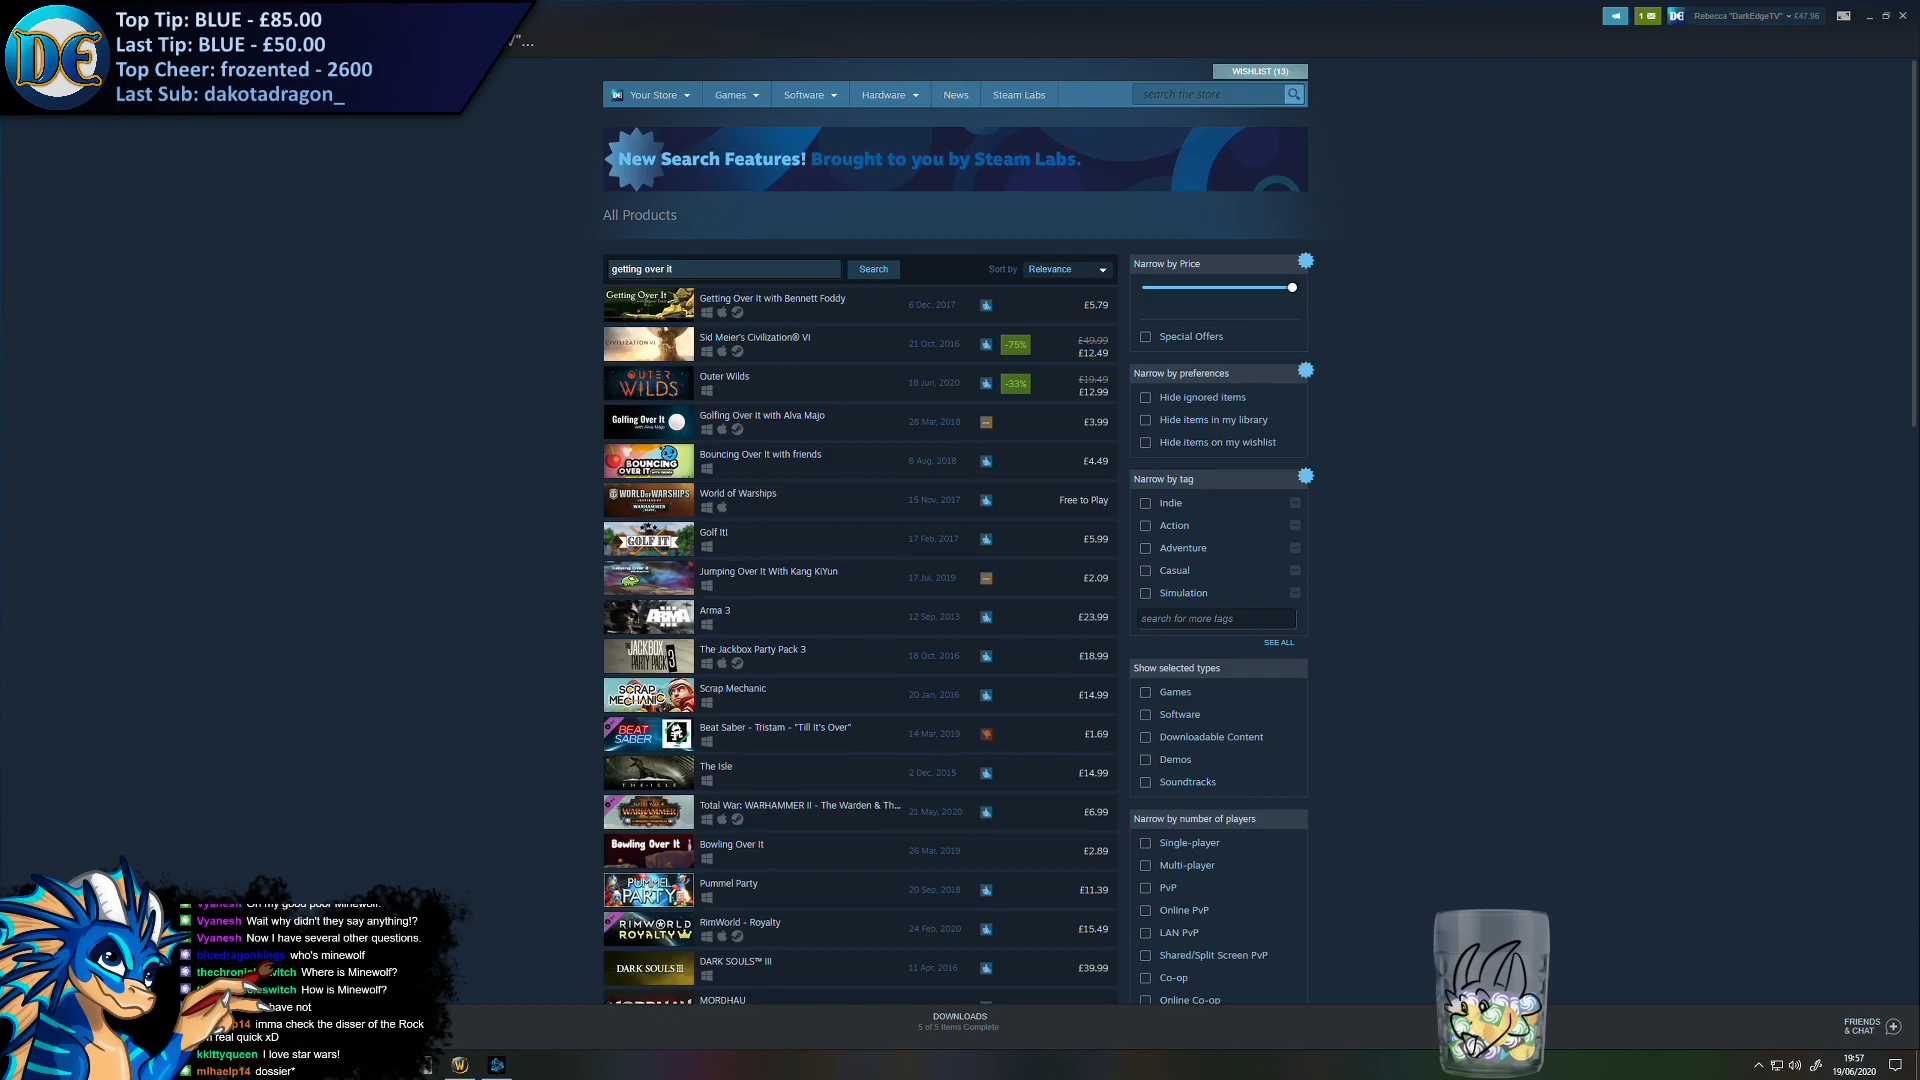 Top Tip: BLUE - £85.00
Last Tip: BLUE - £50.00
Top Cheer: frozented - 2600
Last Sub: dakotadragon_
DE
1
Rebecca "DarkEdgeTV" £47.96
WISHLIST (13)
Your Store
Games
Software
Hardware
News
Steam Labs
search the store
New Search Features! Brought to you by Steam Labs.
All Products
getting over it
Search
Sort by Relevance
Getting Over It with Bennett Foddy 6 Dec, 2017 £5.79
Sid Meier's Civilization® VI 21 Oct, 2016 -75% £49.99
£12.49
Outer Wilds 18 Jun, 2020 -33% £19.49
£12.99
Golfing Over It with Alva Majo 28 Mar, 2018 £3.99
Bouncing Over It with friends 8 Aug, 2018 £4.49
World of Warships 15 Nov, 2017 Free to Play
Golf It! 17 Feb, 2017 £5.99
Jumping Over It With Kang KiYun 17 Jul, 2019 £2.09
Arma 3 12 Sep, 2013 £23.99
The Jackbox Party Pack 3 18 Oct, 2016 £18.99
Scrap Mechanic 20 Jan, 2016 £14.99
Beat Saber - Tristam - "Till It's Over" 14 Mar, 2019 £1.69
The Isle 2 Dec, 2015 £14.99
Total War: WARHAMMER II - The Warden & Th... 21 May, 2020 £6.99
Bowling Over It 26 Mar, 2019 £2.89
Pummel Party 20 Sep, 2018 £11.39
RimWorld - Royalty 24 Feb, 2020 £15.49
DARK SOULS™ III 11 Apr, 2016 £39.99
MORDHAU
Narrow by Price
Special Offers
Narrow by preferences
Hide ignored items
Hide items in my library
Hide items on my wishlist
Narrow by tag
Indie
Action
Adventure
Casual
Simulation
search for more tags
SEE ALL
Show selected types
Games
Software
Downloadable Content
Demos
Soundtracks
Narrow by number of players
Single-player
Multi-player
PvP
Online PvP
LAN PvP
Shared/Split Screen PvP
Co-op
Online Co-op
Vyanesh Oh my good poor Minewolf.
Vyanesh Wait why didn't they say anything!?
Vyanesh Now I have several other questions.
bluedragonkings who's minewolf
Where is Minewolf?
How is Minewolf?
have not
imma check the disser of the Rock
real quick xD
kkittyqueen I love star wars!
mihaelp14 dossier*
DOWNLOADS
5 of 5 Items Complete
FRIENDS
& CHAT
19:57
19/06/2020